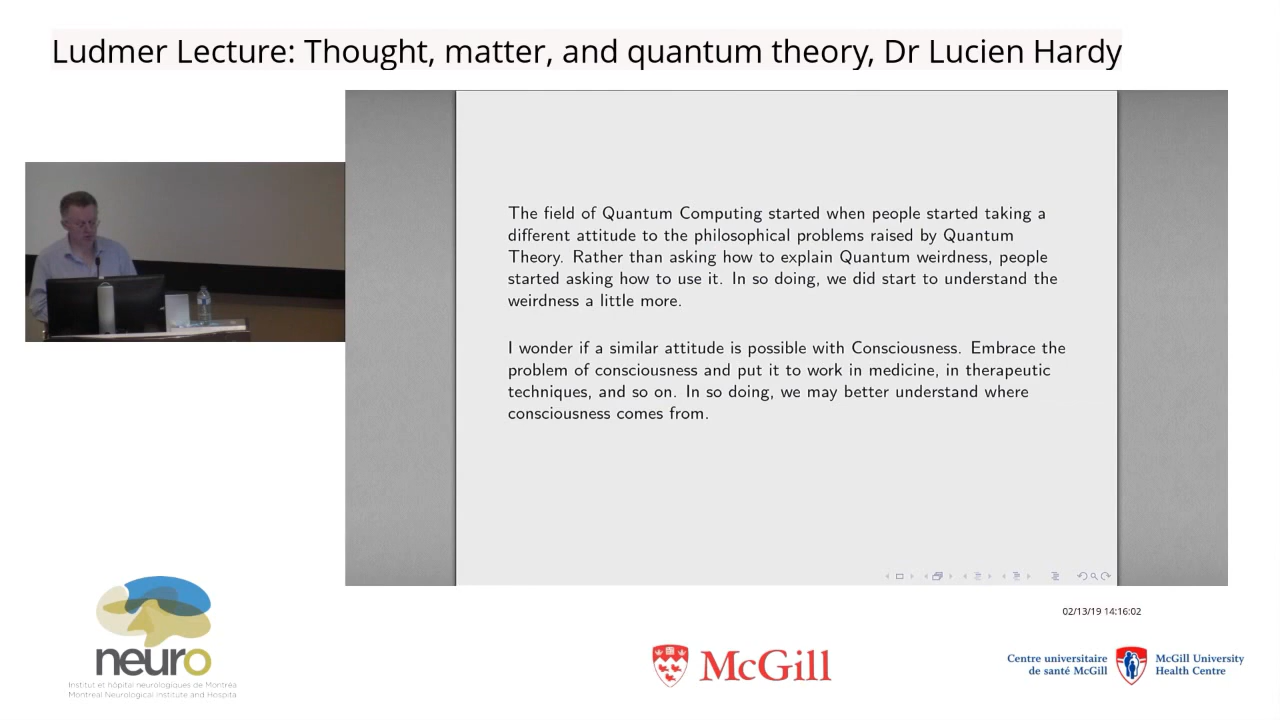 Ludmer Lecture: Thought, matter, and quantum theory, Dr Lucien Hardy
The field of Quantum Computing started when people started taking a
different attitude to the philosophical problems raised by Quantum
Theory. Rather than asking how to explain Quantum weirdness, people
started asking how to use it. In so doing, we did start to understand the
weirdness a little more.
I wonder if a similar attitude is possible with Consciousness. Embrace the
problem of consciousness and put it to work in medicine, in therapeutic
techniques, and so on. In so doing, we may better understand where
consciousness comes from.
02/13/19 14:16:02
neuro
Institut et hôpital neurologiques de Montréal
Montreal Neurological Institute and Hospital
McGill
Centre universitaire
de santé McGill
McGill University
Health Centre